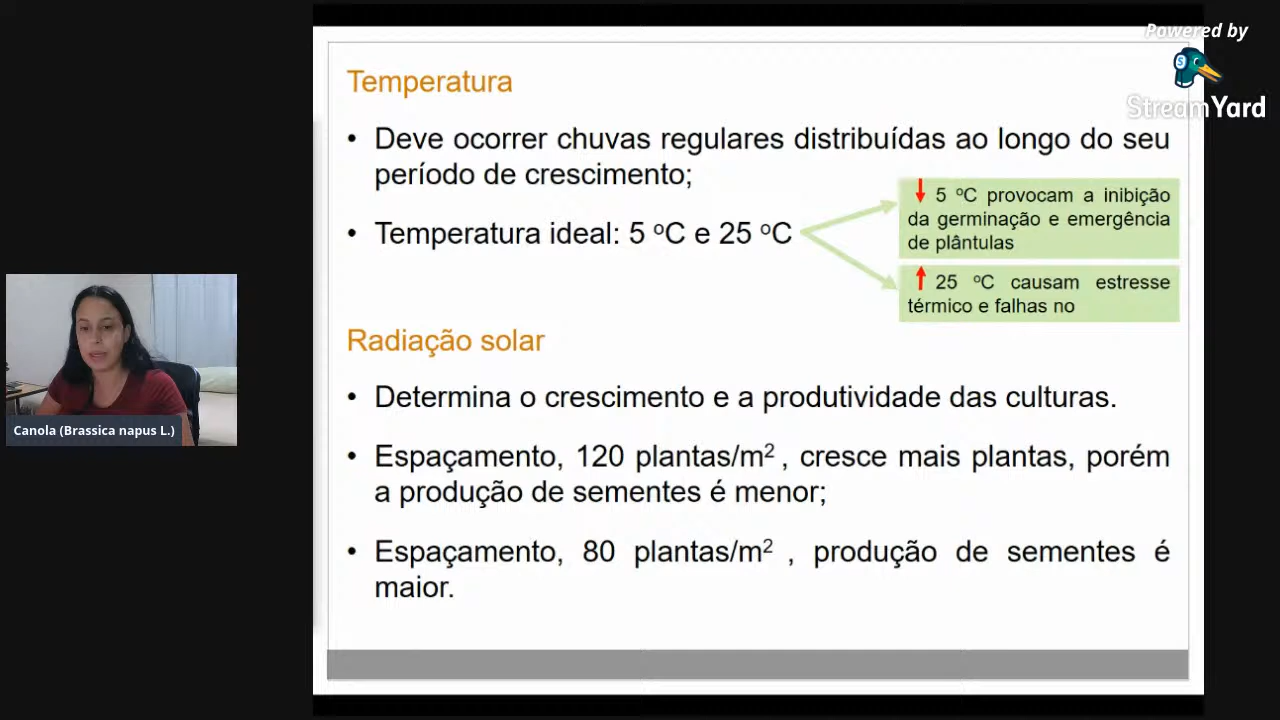 Powered by
StreamYard
Temperatura
• Deve ocorrer chuvas regulares distribuídas ao longo do seu
período de crescimento;
• Temperatura ideal: 5 ºC e 25 ºC
5 ºC provocam a inibição
da germinação e emergência
de plântulas
25 ºC causam estresse
térmico e falhas no
Radiação solar
• Determina o crescimento e a produtividade das culturas.
• Espaçamento, 120 plantas/m² , cresce mais plantas, porém
a produção de sementes é menor;
• Espaçamento, 80 plantas/m² , produção de sementes é
maior.
Canola (Brassica napus L.)